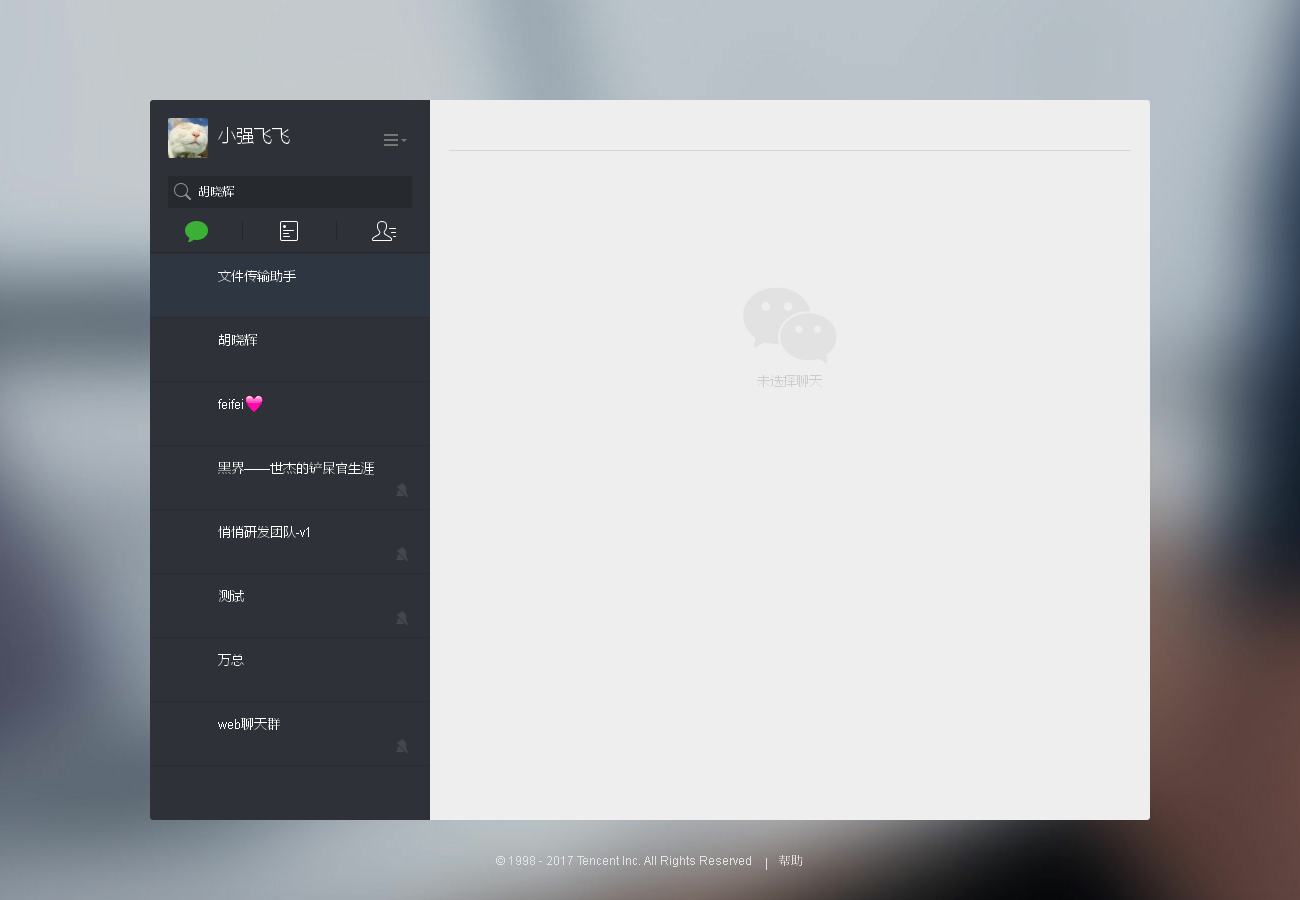 小强飞飞
胡晓辉
文件传输助手
胡晓辉
feifei
黑界——世杰的铲屎官生涯
悄悄研发团队-v1
测试
万总
web聊天群
未选择聊天
© 1998 - 2017 Tencent Inc. All Rights Reserved | 帮助